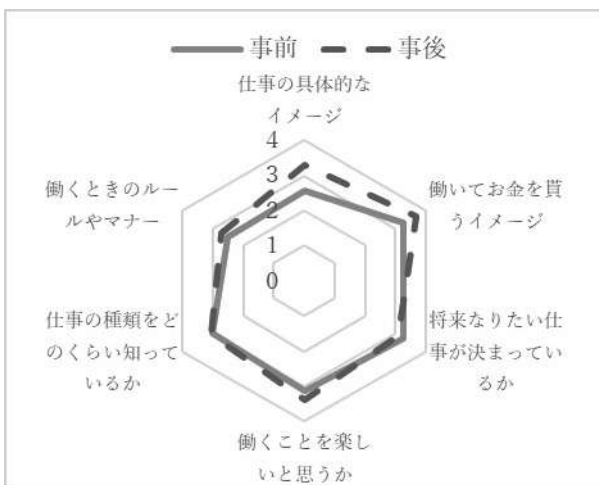 事前 事後
仕事の具体的な
イメージ
4
3
2
1
0
働いてお金を貰
うイメージ
将来なりたい仕
事が決まってい
るか
働くことを楽し
いと思うか
仕事の種類をど
のくらい知って
いるか
働くときのルー
ルやマナー